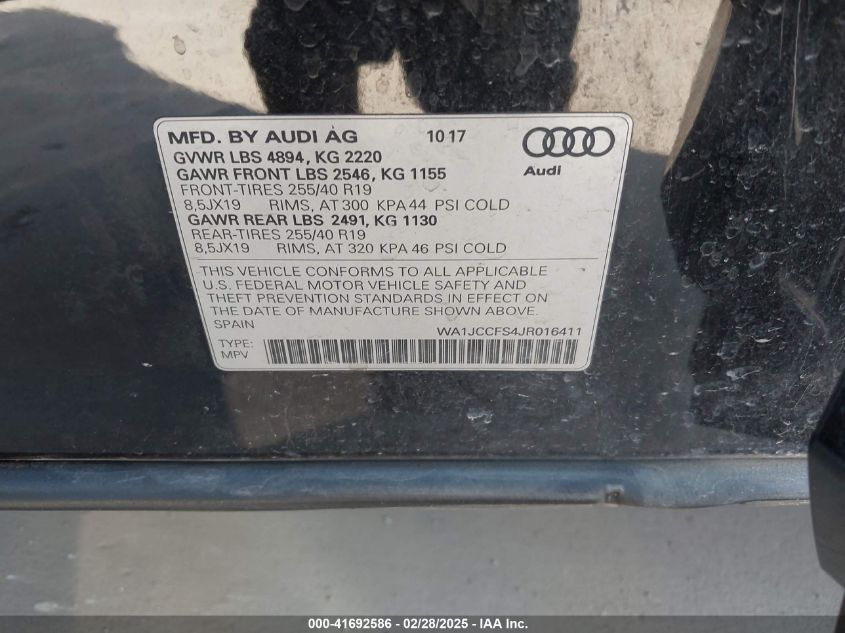 MFD. BY AUDI AG 10 17
GVWR LBS 4894, KG 2220
GAWR FRONT LBS 2546, KG 1155
Audi
FRONT-TIRES 255/40 R19
8,5JX19 RIMS, AT 300 KPA 44 PSI COLD
GAWR REAR LBS 2491, KG 1130
REAR-TIRES 255/40 R19
8,5JX19 RIMS, AT 320 KPA 46 PSI COLD
THIS VEHICLE CONFORMS TO ALL APPLICABLE
U.S. FEDERAL MOTOR VEHICLE SAFETY AND
THEFT PREVENTION STANDARDS IN EFFECT ON
THE DATE OF MANUFACTURE SHOWN ABOVE.
SPAIN WA1JCCFS4JR016411
TYPE:
MPV
000-41692586 / 02/28/2025 - IAA Inc.